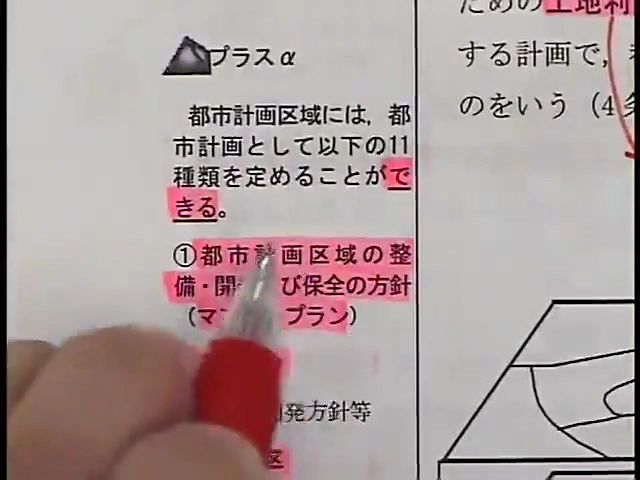 プラスα
都市計画区域には，都
市計画として以下の11
種類を定めることがで
きる。
①都市計画区域の整
備・開 び保全の方針
(マ プラン)
発方針等
区
ための土地利
する計画で，
のをいう（4条